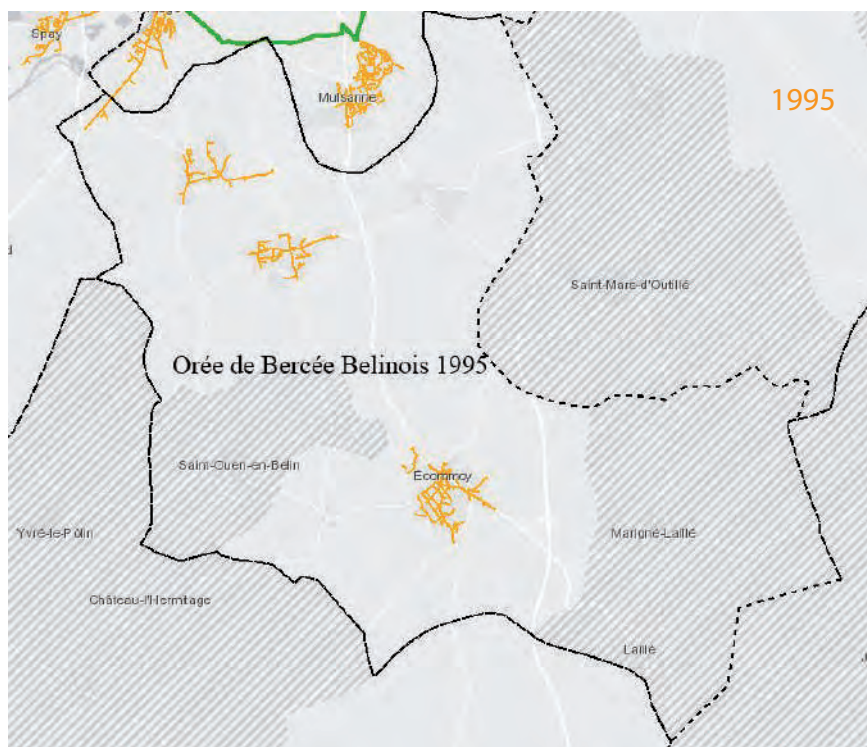 Spay
Mulsanne
1995
Saint-Mars-d'Outillé
Orée de Bercée Belinois 1995
Saint-Ouen-en-Belin
Écommoy
Yvré-le-Pôlin
Marigné-Laillé
Château-l'Hermitage
Laillé